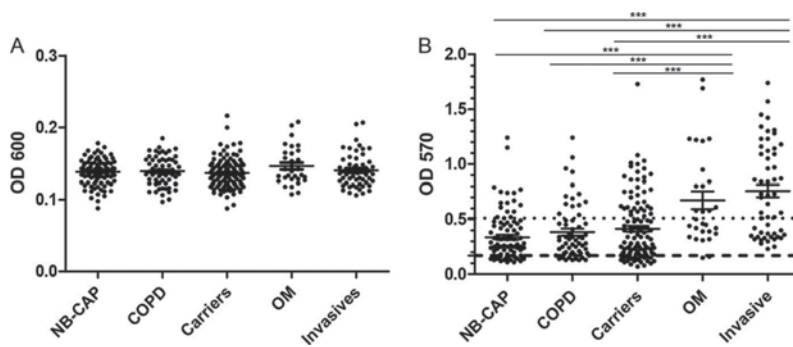 A
OD 600
0.3
0.2
0.1
0.0
NB-CAP
COPD
Carriers
OM
Invasives
B
***
***
***
***
***
***
OD 570
2.0
1.5
1.0
0.5
0.0
NB-CAP
COPD
Carriers
OM
Invasive